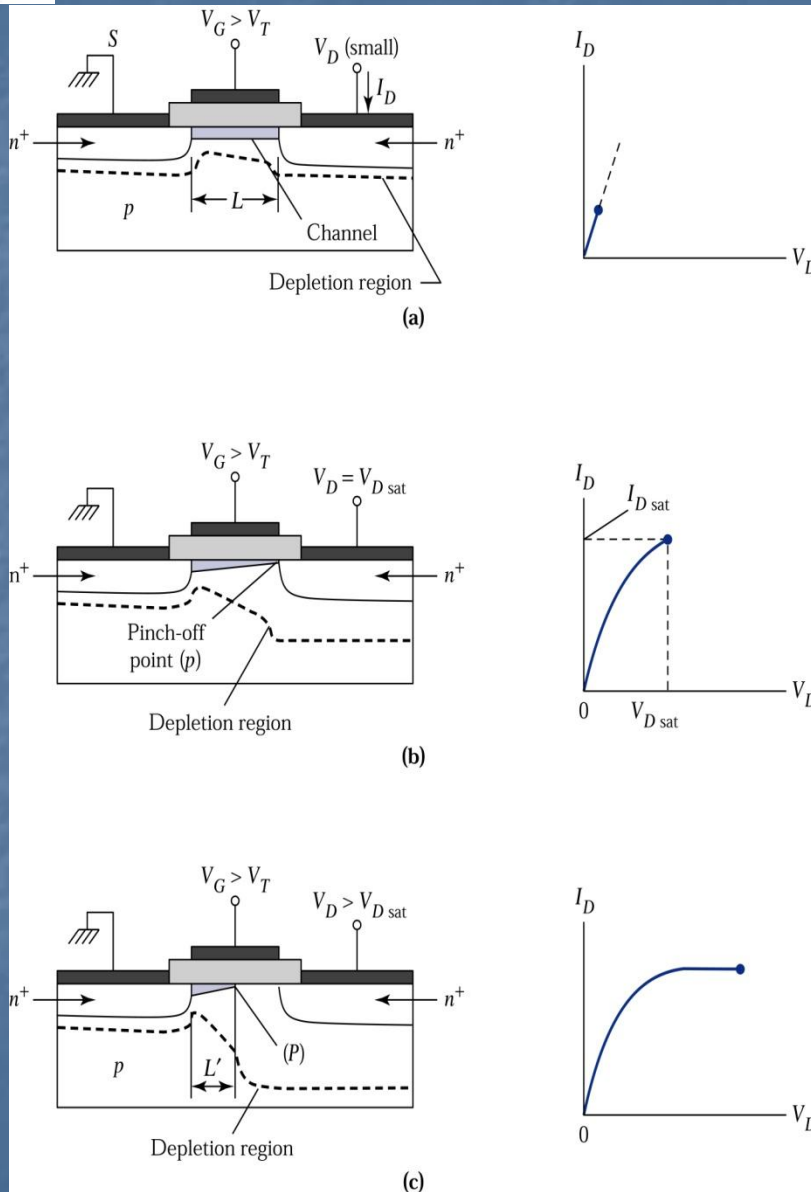 S
V_G > V_T
V_D (small)
I_D
n+
n+
p
L
Channel
Depletion region
I_D
V_D
(a)
V_G > V_T
V_D = V_D sat
n+
n+
Pinch-off
point (p)
Depletion region
I_D
I_D sat
0
V_D sat
V_D
(b)
V_G > V_T
V_D > V_D sat
n+
n+
p
L′
(P)
Depletion region
I_D
0
V_D
(c)